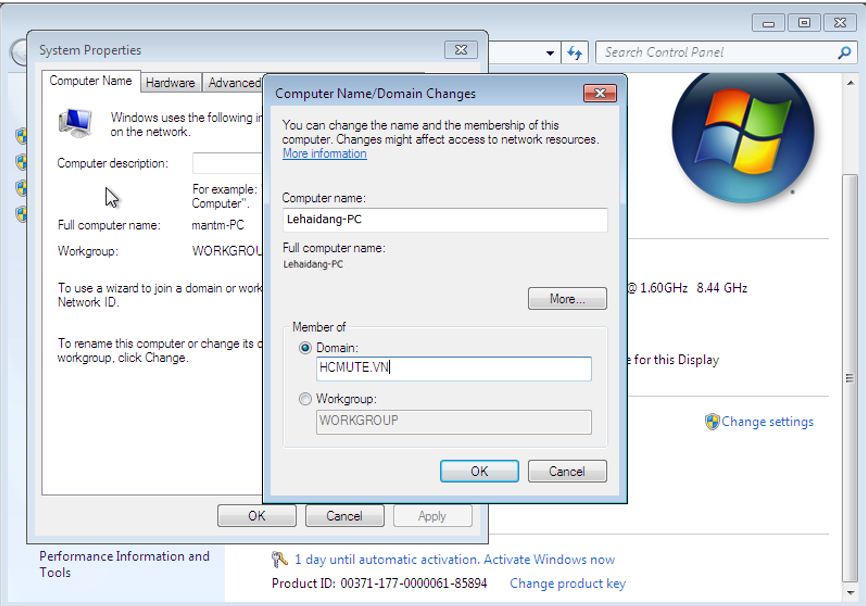 Search Control Panel
System Properties
Computer Name
Hardware
Advanced
Windows uses the following in
on the network.
Computer description:
For example:
Computer".
Full computer name:
mantm-PC
Workgroup:
WORKGROU
To use a wizard to join a domain or work
Network ID.
To rename this computer or change its d
workgroup, click Change.
OK
Cancel
Apply
Computer Name/Domain Changes
You can change the name and the membership of this
computer. Changes might affect access to network resources.
More information
Computer name:
Lehaidang-PC
Full computer name:
Lehaidang-PC
More...
Member of
Domain:
HCMUTE.VN
Workgroup:
WORKGROUP
OK
Cancel
@ 1.60GHz 8.44 GHz
e for this Display
Change settings
Performance Information and
Tools
1 day until automatic activation. Activate Windows now
Product ID: 00371-177-0000061-85894 Change product key